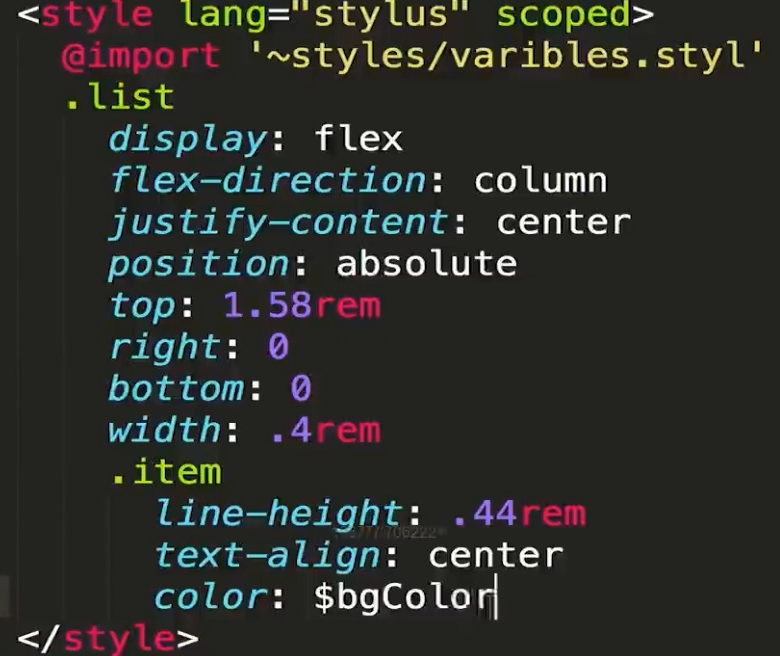 <style lang="stylus" scoped>
@import '~styles/varibles.styl'
.list
display: flex
flex-direction: column
justify-content: center
position: absolute
top: 1.58rem
right: 0
bottom: 0
width: .4rem
.item
line-height: .44rem
text-align: center
color: $bgColor
</style>